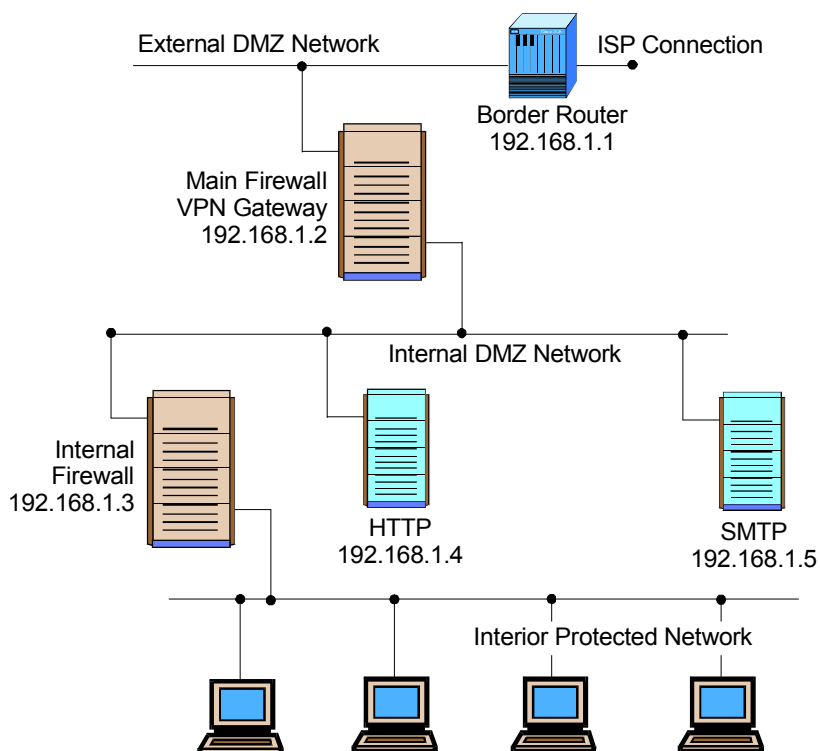 External DMZ Network
ISP Connection
Border Router
192.168.1.1
Main Firewall
VPN Gateway
192.168.1.2
Internal DMZ Network
Internal
Firewall
192.168.1.3
HTTP
192.168.1.4
SMTP
192.168.1.5
Interior Protected Network